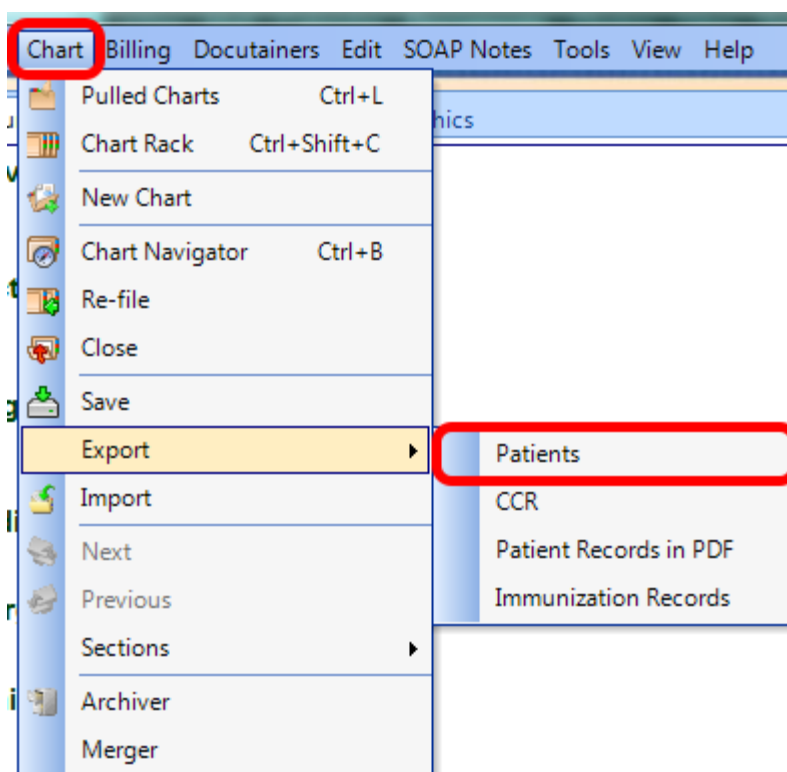 Chart Billing Docutainers Edit SOAP Notes Tools View Help
Pulled Charts Ctrl+L
hics
Chart Rack Ctrl+Shift+C
New Chart
Chart Navigator Ctrl+B
Re-file
Close
Save
Export
Patients
Import
CCR
Next
Patient Records in PDF
Previous
Immunization Records
Sections
Archiver
Merger